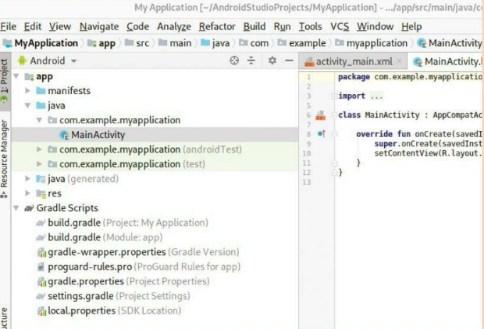 My Application [~/AndroidStudioProjects/MyApplication] - .../app/src/main/java/c
File Edit View Navigate Code Analyze Refactor Build Run Tools VCS Window Help
MyApplication app src main java com example myapplication MainActivity
Android
activity_main.xml MainActivity.
1: Project
Resource Manager
app
manifests
java
com.example.myapplication
MainActivity
com.example.myapplication (androidTest)
com.example.myapplication (test)
java (generated)
res
Gradle Scripts
build.gradle (Project: My Application)
build.gradle (Module: app)
gradle-wrapper.properties (Gradle Version)
proguard-rules.pro (ProGuard Rules for app)
gradle.properties (Project Properties)
settings.gradle (Project Settings)
local.properties (SDK Location)
1 package com.example.myapplicatio
2
3 import ...
5
6 class MainActivity : AppCompatAc
7
8 override fun onCreate(savedI
9 super.onCreate(savedInst
10 setContentView(R.layout.
11 }
12 }
13